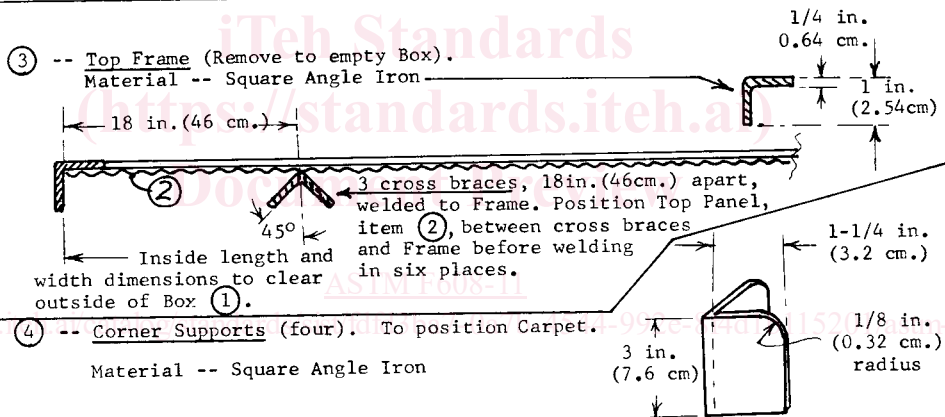 iTeh Standards
(https://standards.iteh.ai)
Document Preview
③ -- Top Frame (Remove to empty Box).
Material -- Square Angle Iron
1/4 in.
0.64 cm.
1 in.
(2.54cm)
18 in.(46 cm.)
②
45°
3 cross braces, 18in.(46cm.) apart,
welded to Frame. Position Top Panel,
item ②, between cross braces
and Frame before welding
in six places.
Inside length and
width dimensions to clear
outside of Box ①.
ASTM F608-11
④ -- Corner Supports (four). To position Carpet.
Material -- Square Angle Iron
1-1/4 in.
(3.2 cm.)
3 in.
(7.6 cm)
1/8 in.
(0.32 cm.)
radius